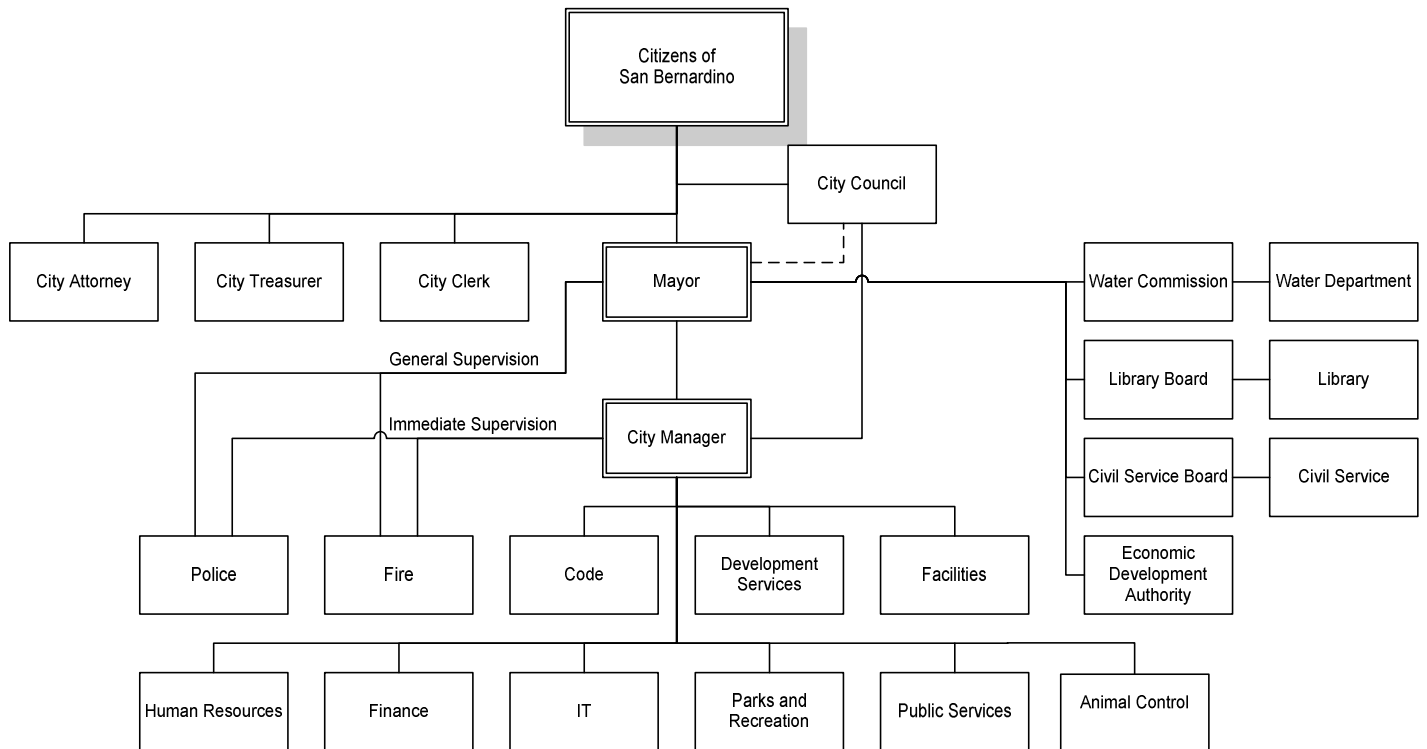 Citizens of
San Bernardino
City Council
City Attorney
City Treasurer
City Clerk
Mayor
Water Commission
Water Department
General Supervision
Library Board
Library
Immediate Supervision
City Manager
Civil Service Board
Civil Service
Police
Fire
Code
Development
Services
Facilities
Economic
Development
Authority
Human Resources
Finance
IT
Parks and
Recreation
Public Services
Animal Control